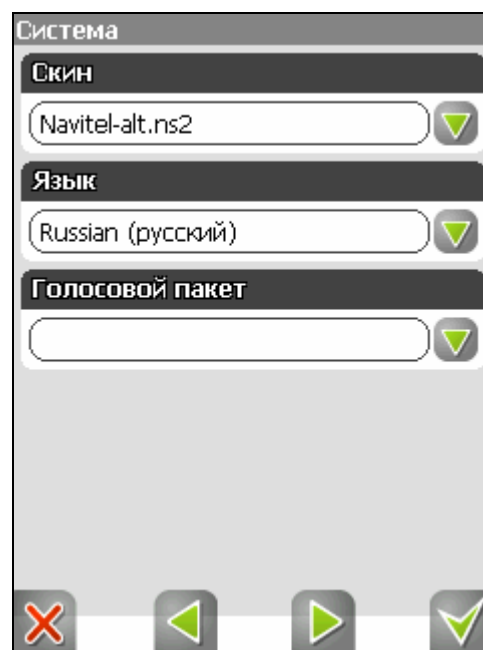 Система
Скин
Navitel-alt.ns2
Язык
Russian (русский)
Голосовой пакет